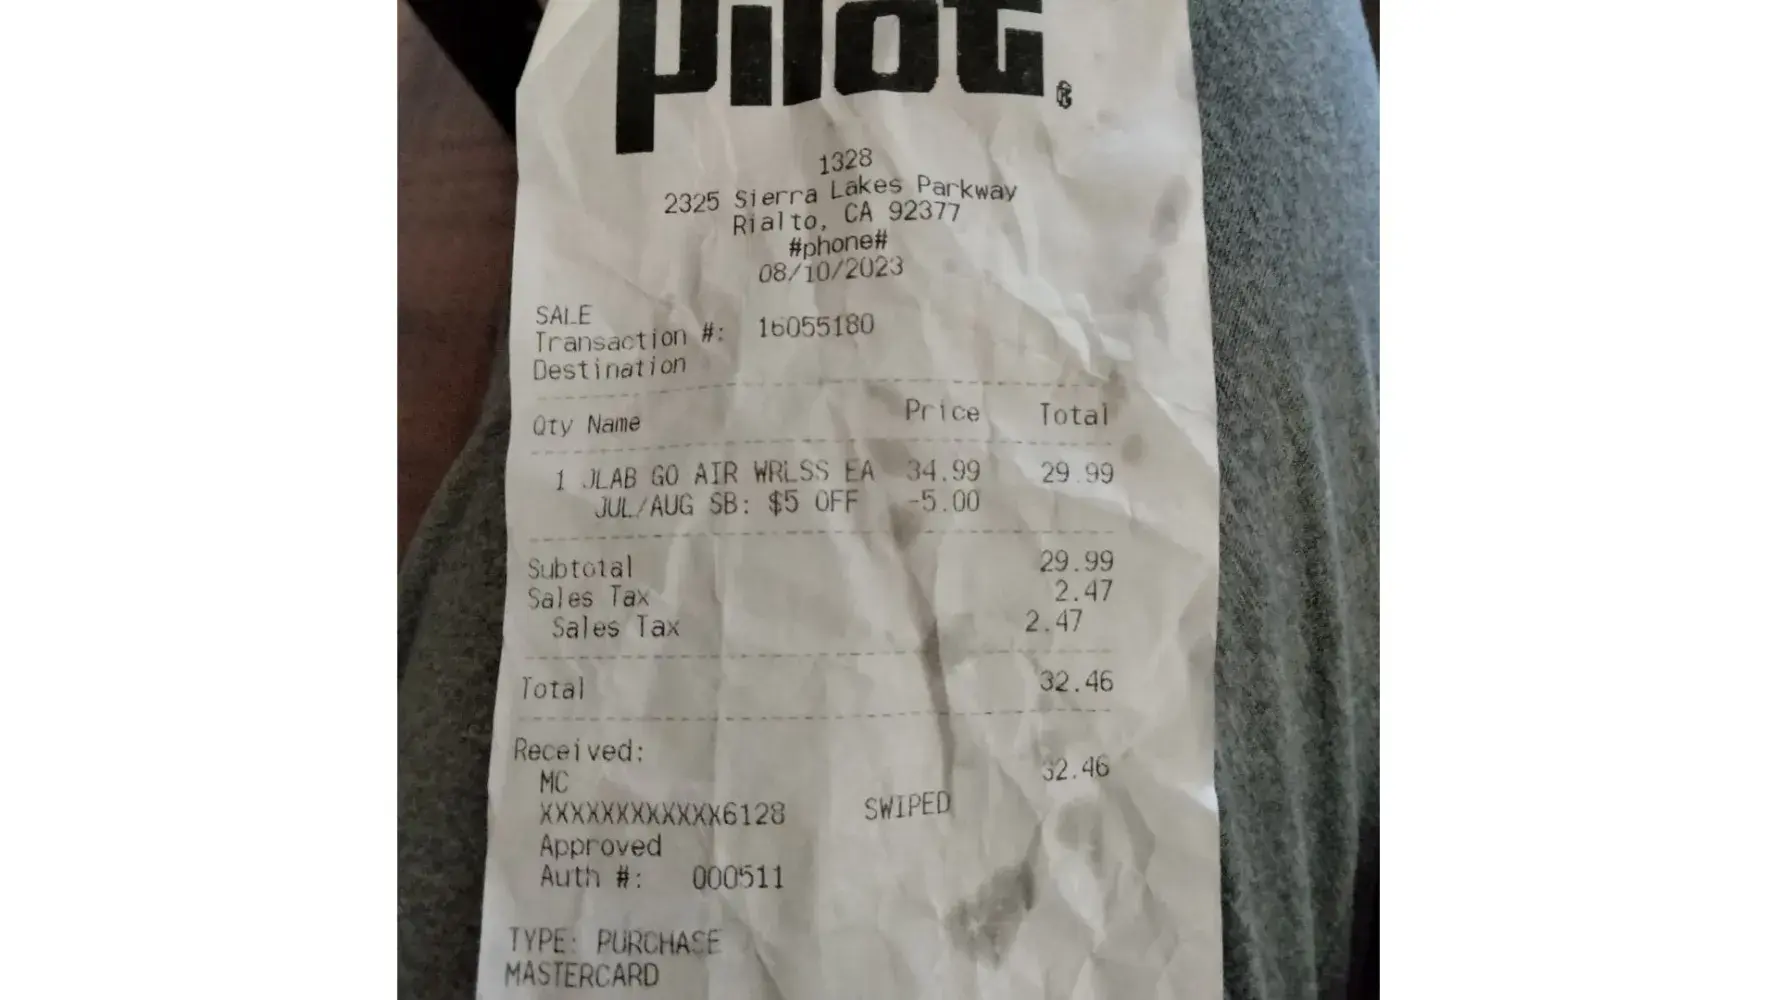 Pilot®
1328
2325 Sierra Lakes Parkway
Rialto, CA 92377
#phone#
08/10/2023
SALE
Transaction #: 16055180
Destination
Qty Name Price Total
1 JLAB GO AIR WRLSS EA 34.99 29.99
JUL/AUG SB: $5 OFF -5.00
Subtotal 29.99
Sales Tax 2.47
Sales Tax 2.47
Total 32.46
Received:
MC 32.46
XXXXXXXXXXXX6128 SWIPED
Approved
Auth #: 000511
TYPE: PURCHASE
MASTERCARD